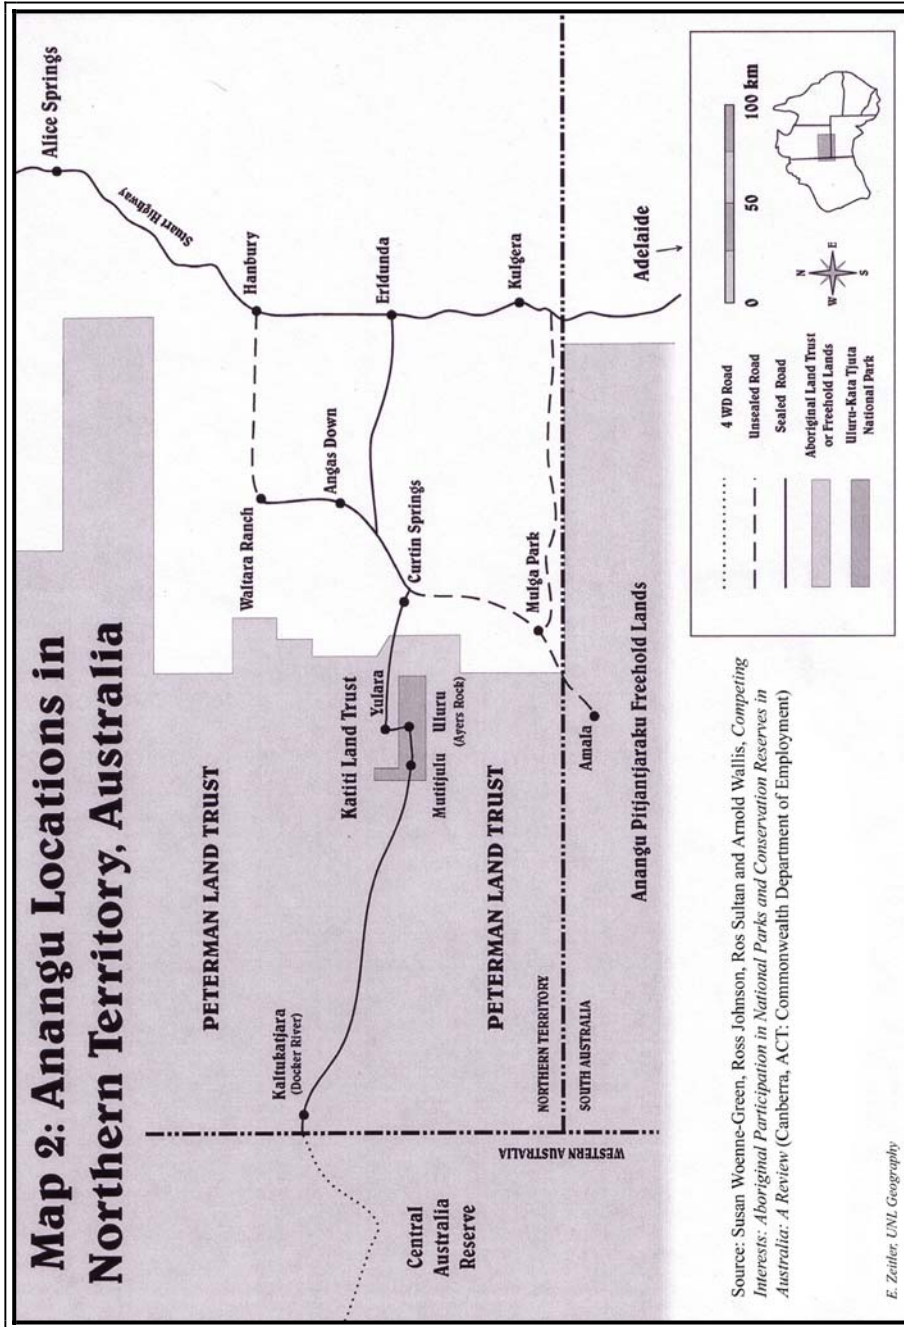 Map 2: Anangu Locations in
Northern Territory, Australia
Alice Springs
Stuart Highway
Hanbury
Waltara Ranch
Angas Down
Erldunda
Curtin Springs
Kulgera
Mulga Park
PETERMAN LAND TRUST
Katiti Land Trust
Yulara
Uluru
(Ayers Rock)
Mutitjulu
Kaltukatjara
(Docker River)
PETERMAN LAND TRUST
Amala
Anangu Pitjantjaraku Freehold Lands
Adelaide
NORTHERN TERRITORY
SOUTH AUSTRALIA
WESTERN AUSTRALIA
Central
Australia
Reserve
4 WD Road
Unsealed Road
Sealed Road
Aboriginal Land Trust
or Freehold Lands
Uluru-Kata Tjuta
National Park
0 50 100 km
N
W E
S
Source: Susan Woenne-Green, Ross Johnson, Ros Sultan and Arnold Wallis, Competing
Interests: Aboriginal Participation in National Parks and Conservation Reserves in
Australia: A Review (Canberra, ACT: Commonwealth Department of Employment)
E. Zeitler, UNL Geography